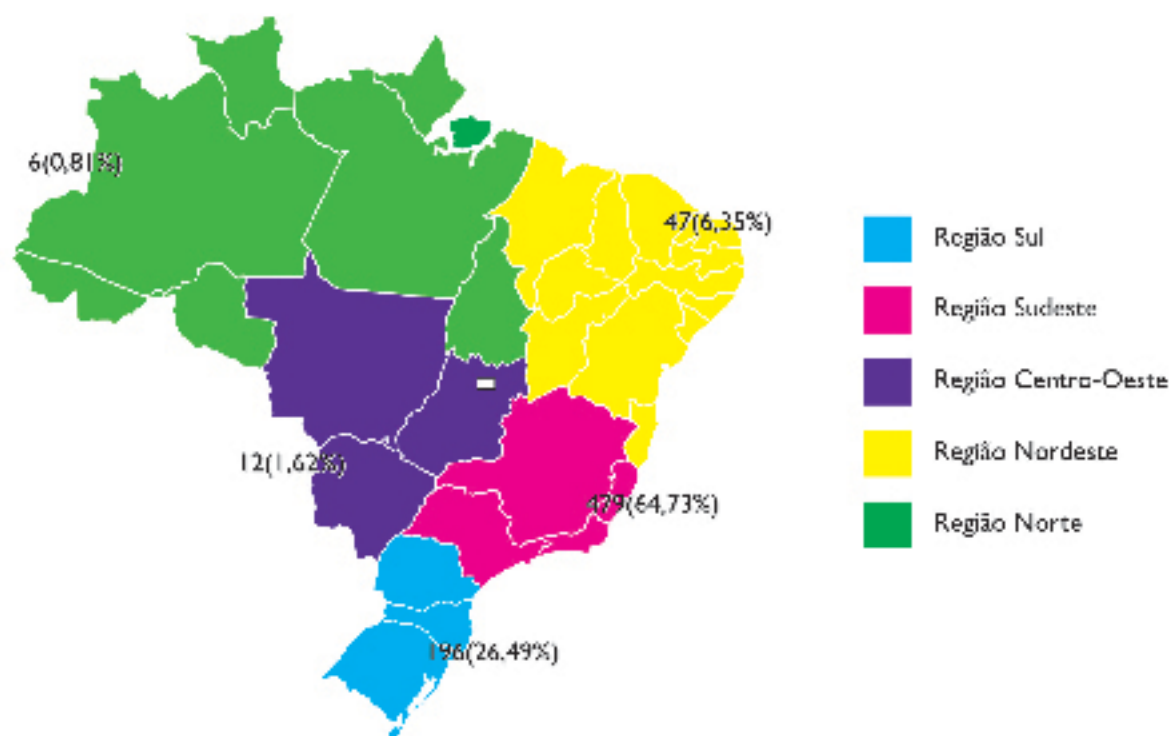 6(0,81%)
47(6,35%)
12(1,62%)
479(64,73%)
196(26,49%)
Região Sul
Região Sudeste
Região Centro-Oeste
Região Nordeste
Região Norte